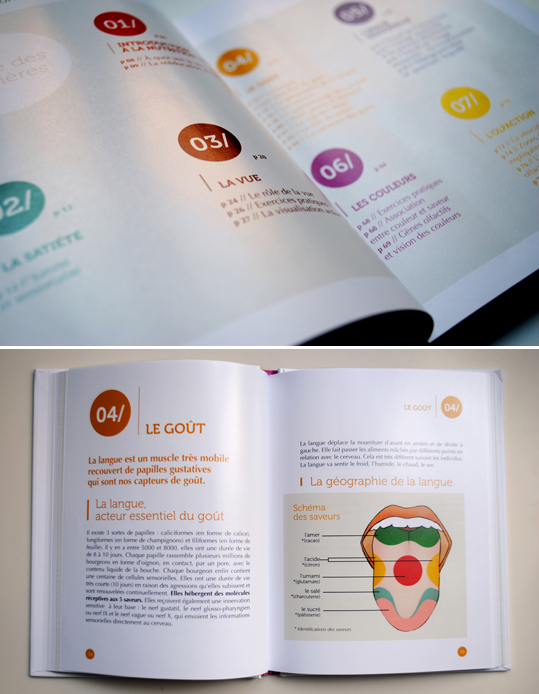 01/
p 06
INTRODUCTION
À LA NUTRITION
02/
p 12
LA SATIÉTÉ
03/
p 20
LA VUE
p 24 // Le rôle de la vue
p 26 // Exercices pratiques
p 27 // La visualisation
04/
05/
06/
p 64
LES COULEURS
p 68 // Exercices pratiques
p 68 // Association
entre couleur et saveur
p 69 // Gènes olfactifs
et vision des couleurs
07/
L'OLFACTION
04/
LE GOÛT
La langue est un muscle très mobile
recouvert de papilles gustatives
qui sont nos capteurs de goût.
La langue,
acteur essentiel du goût
Il existe 3 sortes de papilles : caliciformes (en forme de calice),
fungiformes (en forme de champignons) et filiformes (en forme de
feuille). Il y en a entre 5000 et 8000, elles ont une durée de vie
de 8 à 10 jours. Chaque papille rassemble plusieurs millions de
bourgeons en forme d'oignon, en contact, par un pore, avec le
contenu liquide de la bouche. Chaque bourgeon enfin contient
une centaine de cellules sensorielles. Elles ont une durée de vie
très courte (10 jours) en raison des agressions qu'elles subissent et
sont renouvelées continuellement. Elles hébergent des molécules
réceptives aux 5 saveurs. Elles reçoivent également une innervation
sensitive à leur base : le nerf gustatif, le nerf glosso-pharyngien
ou nerf IX et le nerf vague ou nerf X, qui envoient les informations
sensorielles directement au cerveau.
LE GOÛT
04/
La langue déplace la nourriture d'avant en arrière et de droite à
gauche. Elle fait passer les aliments mâchés par différents points en
relation avec le cerveau. Cela est très différent suivant les individus.
La langue va sentir le froid, l'humide, le chaud, le sec.
La géographie de la langue
Schéma
des saveurs
l'amer
*(cacao)
l'acide
*(citron)
l'umami
*(glutamate)
le salé
*(charcuterie)
le sucré
*(pâtisserie)
* Identifications des saveurs